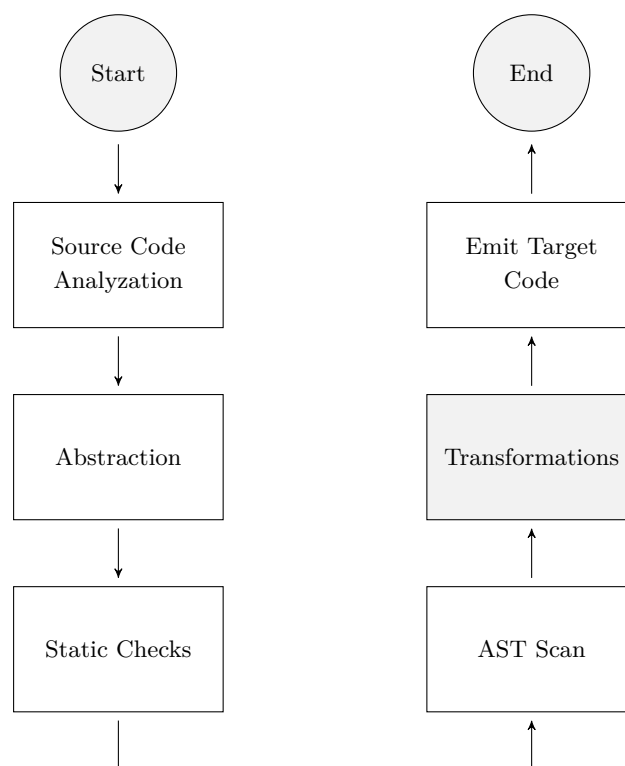 Start
Source Code
Analyzation
Abstraction
Static Checks
End
Emit Target
Code
Transformations
AST Scan